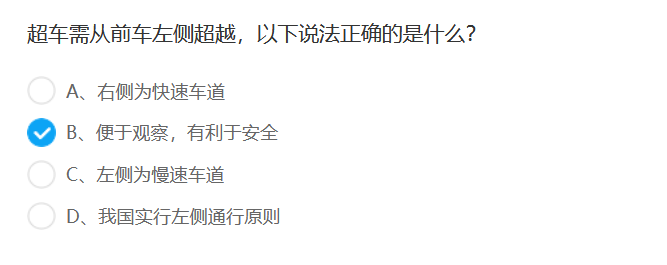 超车需从前车左侧超越，以下说法正确的是什么？
A、右侧为快速车道
B、便于观察，有利于安全
C、左侧为慢速车道
D、我国实行左侧通行原则